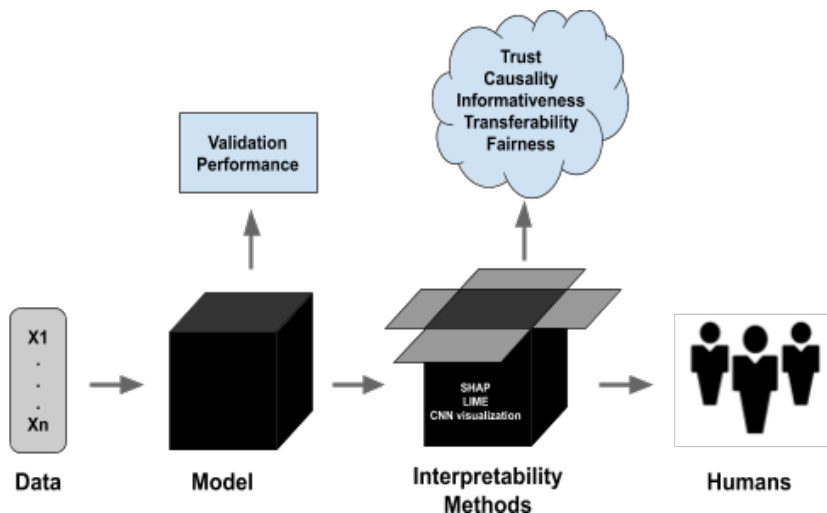 Trust
Causality
Informativeness
Transferability
Fairness
Validation
Performance
X1
.
.
.
Xn
SHAP
LIME
CNN visualization
Data
Model
Interpretability
Methods
Humans